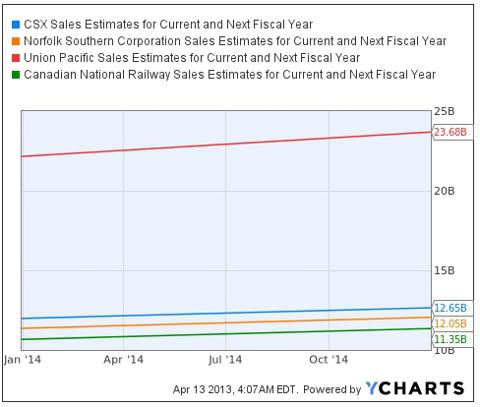 CSX Sales Estimates for Current and Next Fiscal Year
Norfolk Southern Corporation Sales Estimates for Current and Next Fiscal Year
Union Pacific Sales Estimates for Current and Next Fiscal Year
Canadian National Railway Sales Estimates for Current and Next Fiscal Year
25B
23.68B
20B
15B
12.65B
12.05B
11.35B
10B
Jan '14 Apr '14 Jul '14 Oct '14
Apr 13 2013, 4:07AM EDT. Powered by YCHARTS